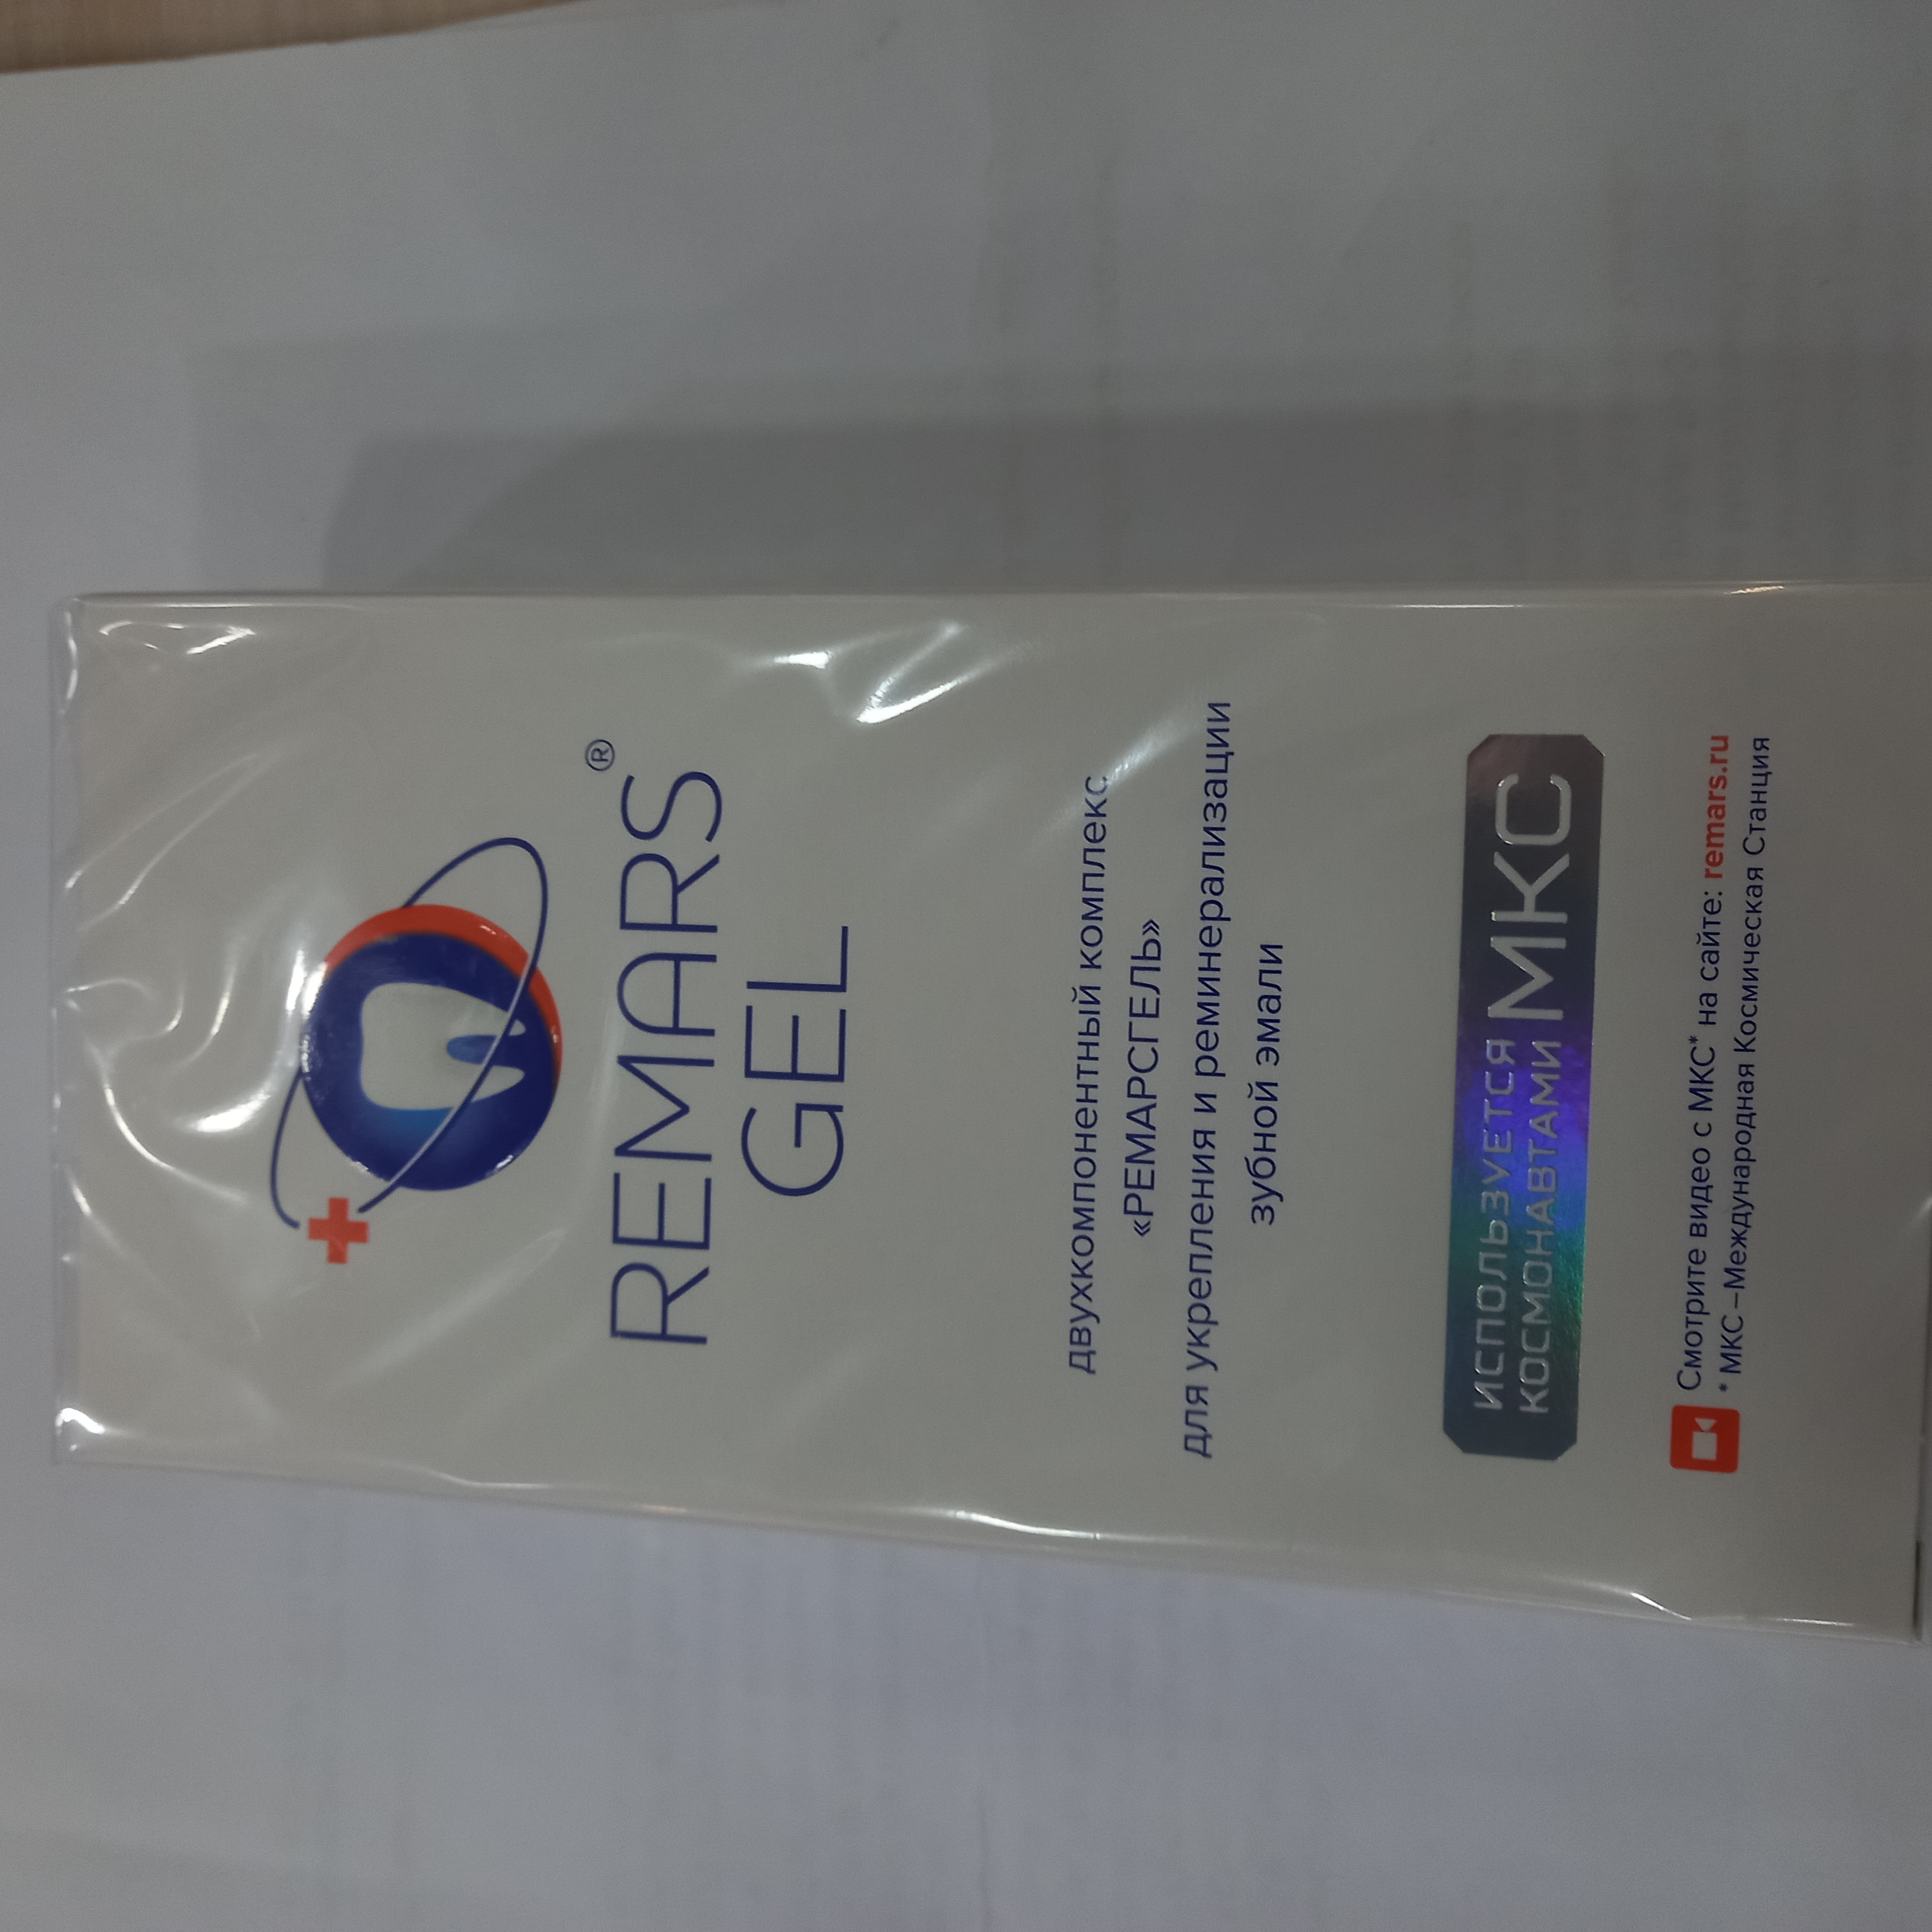 REMARS®
GEL
двухкомпонентный комплекс
«РЕМАРСГЕЛЬ»
для укрепления и реминерализации
зубной эмали
ИСПОЛЬЗУЕТСЯ
КОСМОНАВТАМИ МКС
Смотрите видео с МКС* на сайте: remars.ru
* МКС – Международная Космическая Станция